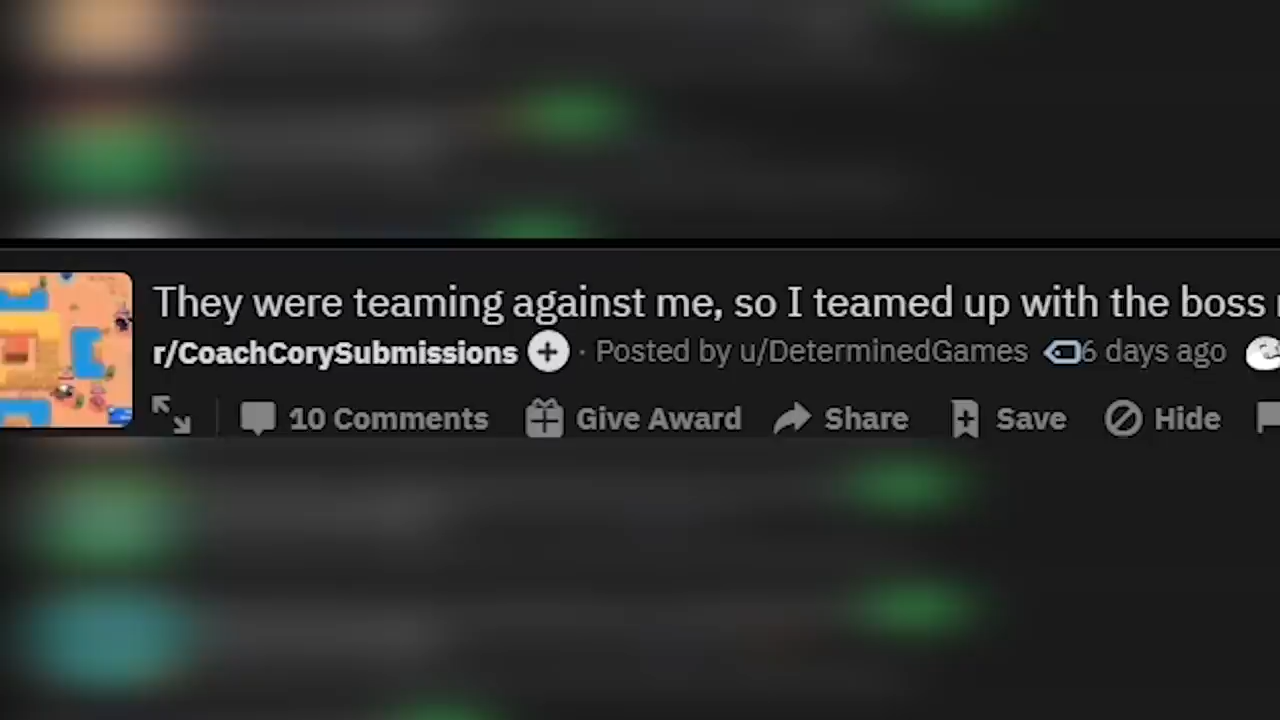 They were teaming against me, so I teamed up with the boss
r/CoachCorySubmissions · Posted by u/DeterminedGames 6 days ago
10 Comments Give Award Share Save Hide